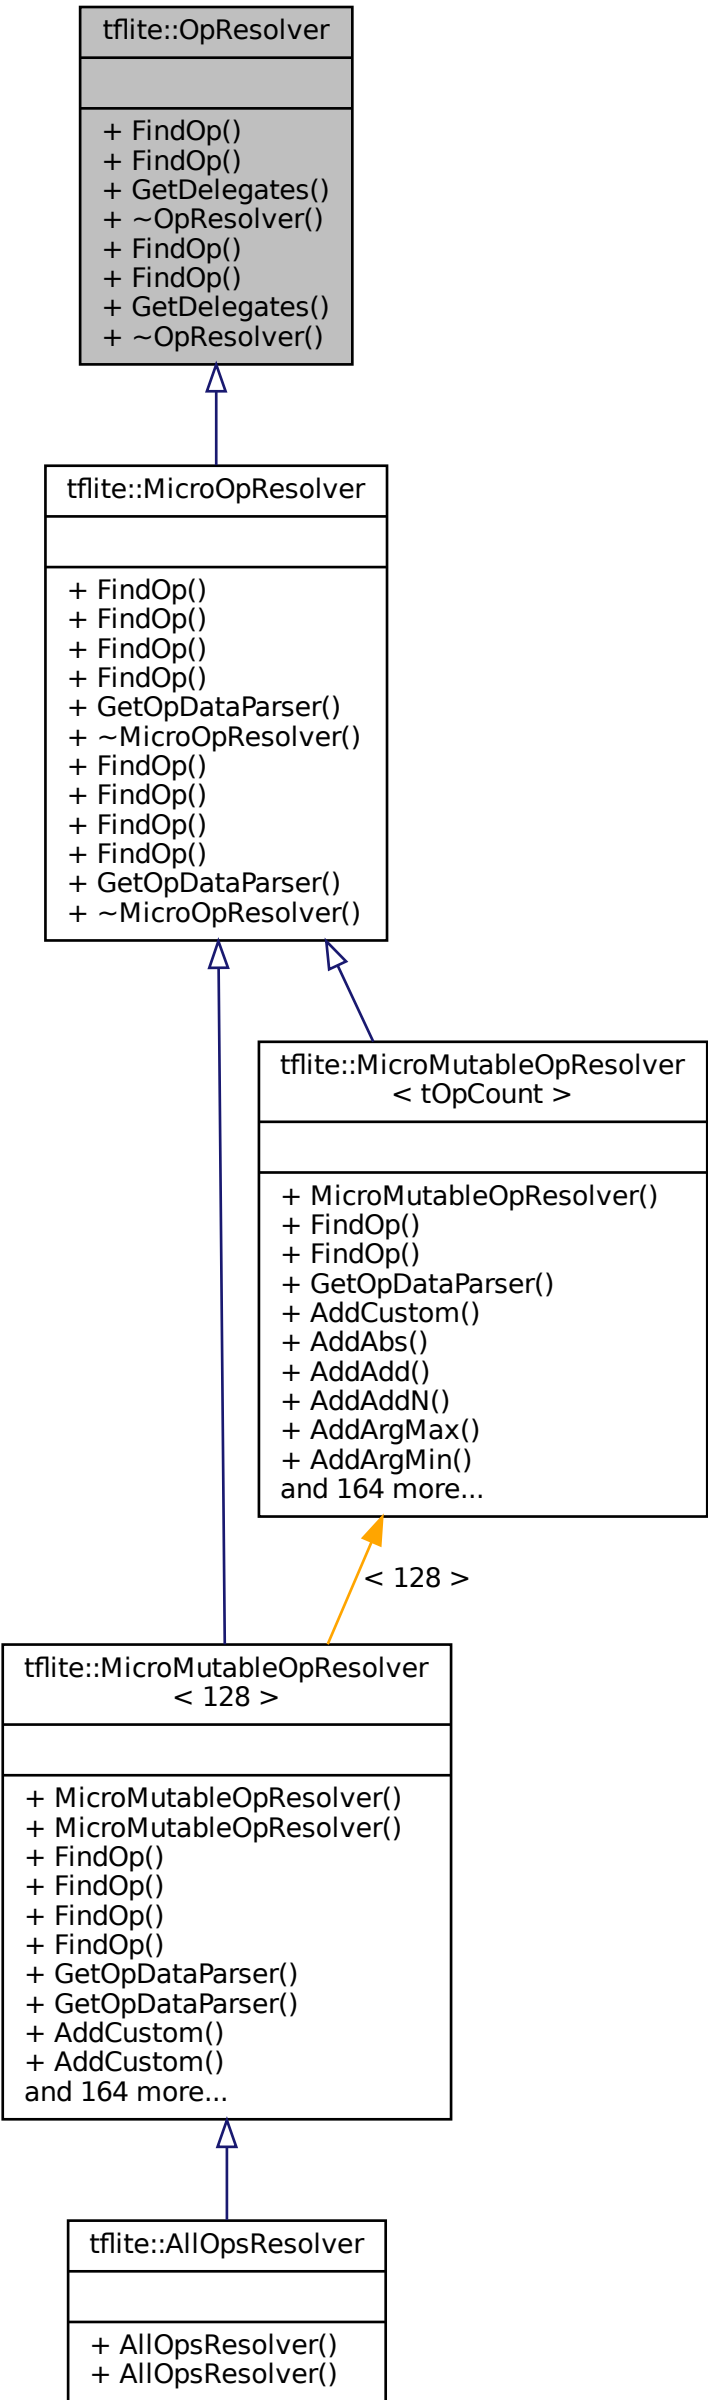 tflite::OpResolver
+ FindOp()
+ FindOp()
+ GetDelegates()
+ ~OpResolver()
+ FindOp()
+ FindOp()
+ GetDelegates()
+ ~OpResolver()
tflite::MicroOpResolver
+ FindOp()
+ FindOp()
+ FindOp()
+ FindOp()
+ GetOpDataParser()
+ ~MicroOpResolver()
+ FindOp()
+ FindOp()
+ FindOp()
+ FindOp()
+ GetOpDataParser()
+ ~MicroOpResolver()
tflite::MicroMutableOpResolver
< tOpCount >
+ MicroMutableOpResolver()
+ FindOp()
+ FindOp()
+ GetOpDataParser()
+ AddCustom()
+ AddAbs()
+ AddAdd()
+ AddAddN()
+ AddArgMax()
+ AddArgMin()
and 164 more...
< 128 >
tflite::MicroMutableOpResolver
< 128 >
+ MicroMutableOpResolver()
+ MicroMutableOpResolver()
+ FindOp()
+ FindOp()
+ FindOp()
+ FindOp()
+ GetOpDataParser()
+ GetOpDataParser()
+ AddCustom()
+ AddCustom()
and 164 more...
tflite::AllOpsResolver
+ AllOpsResolver()
+ AllOpsResolver()